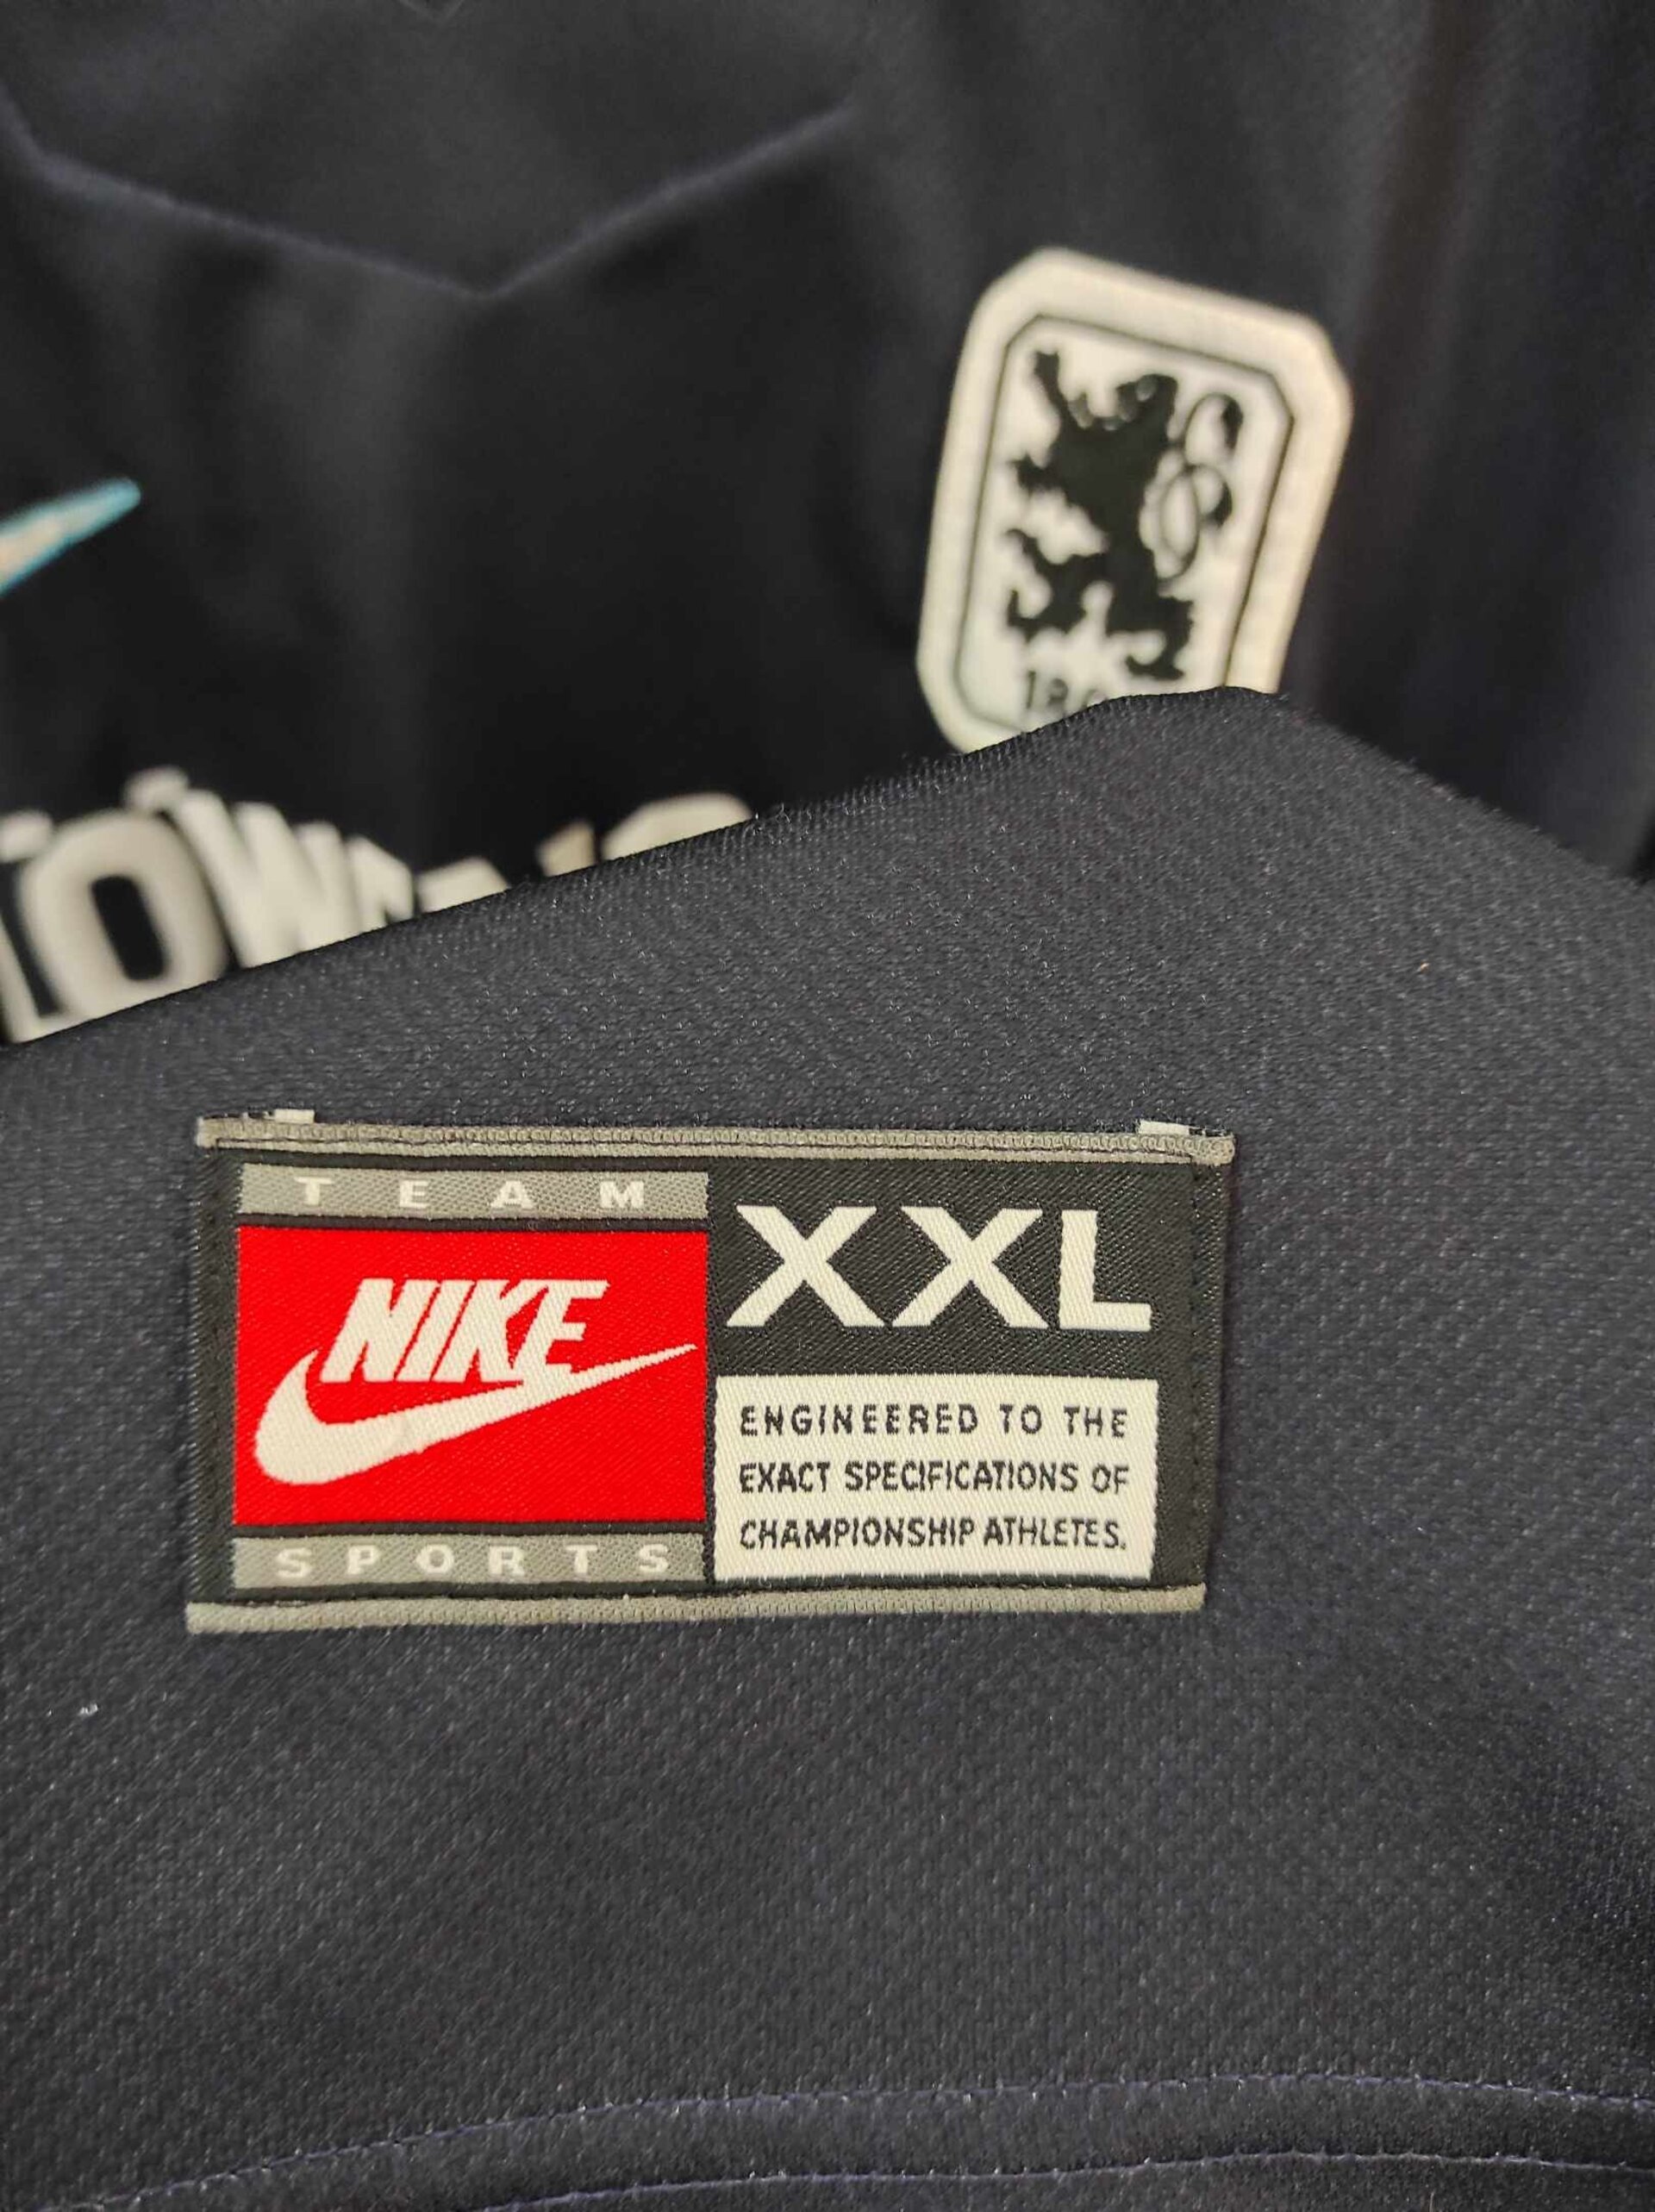 TEAM
NIKE
SPORTS
XXL
ENGINEERED TO THE
EXACT SPECIFICATIONS OF
CHAMPIONSHIP ATHLETES.